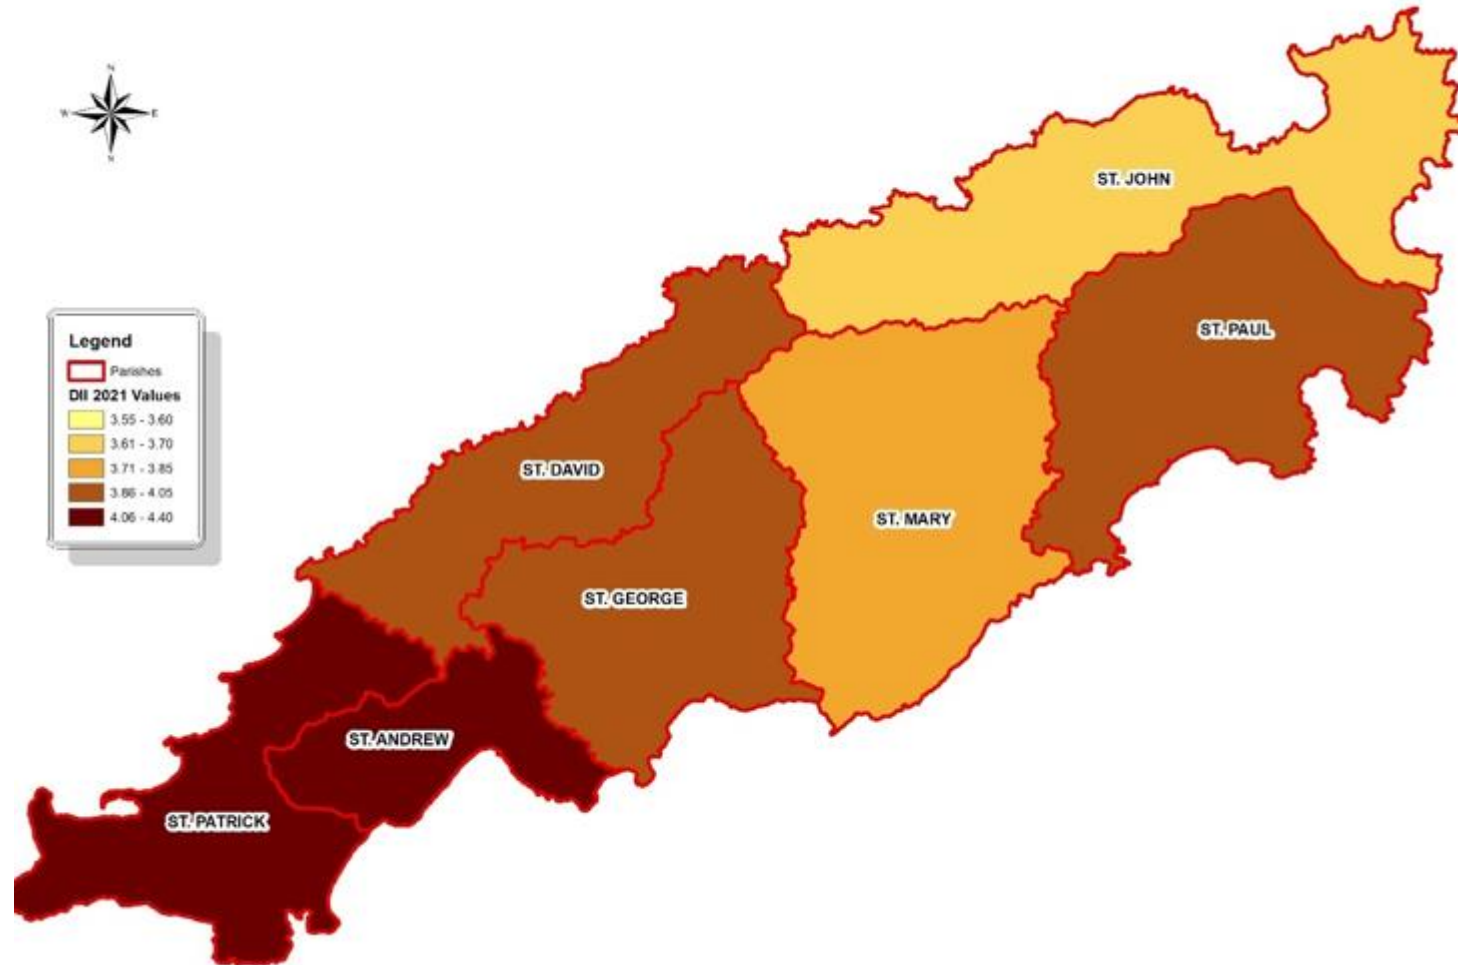 N
W E
N
ST. JOHN
ST. PAUL
Legend
Parishes
DII 2021 Values
3.55 - 3.60
3.61 - 3.70
3.71 - 3.85
3.86 - 4.05
4.06 - 4.40
ST. DAVID
ST. MARY
ST. GEORGE
ST. ANDREW
ST. PATRICK